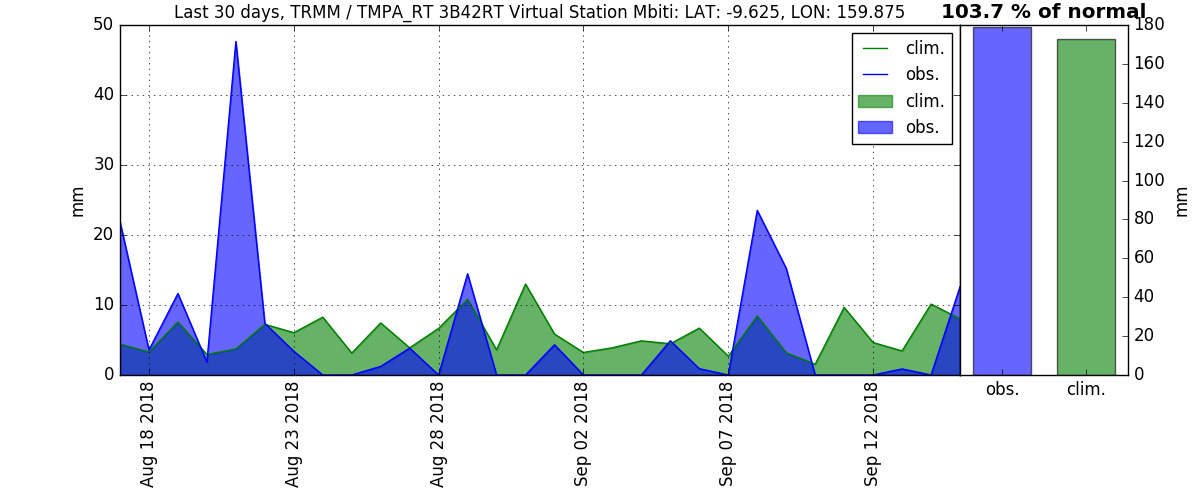 Last 30 days, TRMM / TMPA_RT 3B42RT Virtual Station Mbiti: LAT: -9.625, LON: 159.875
103.7 % of normal
50
40
30
20
10
0
mm
clim.
obs.
clim.
obs.
180
160
140
120
100
80
60
40
20
0
mm
obs.
clim.
Aug 18 2018
Aug 23 2018
Aug 28 2018
Sep 02 2018
Sep 07 2018
Sep 12 2018